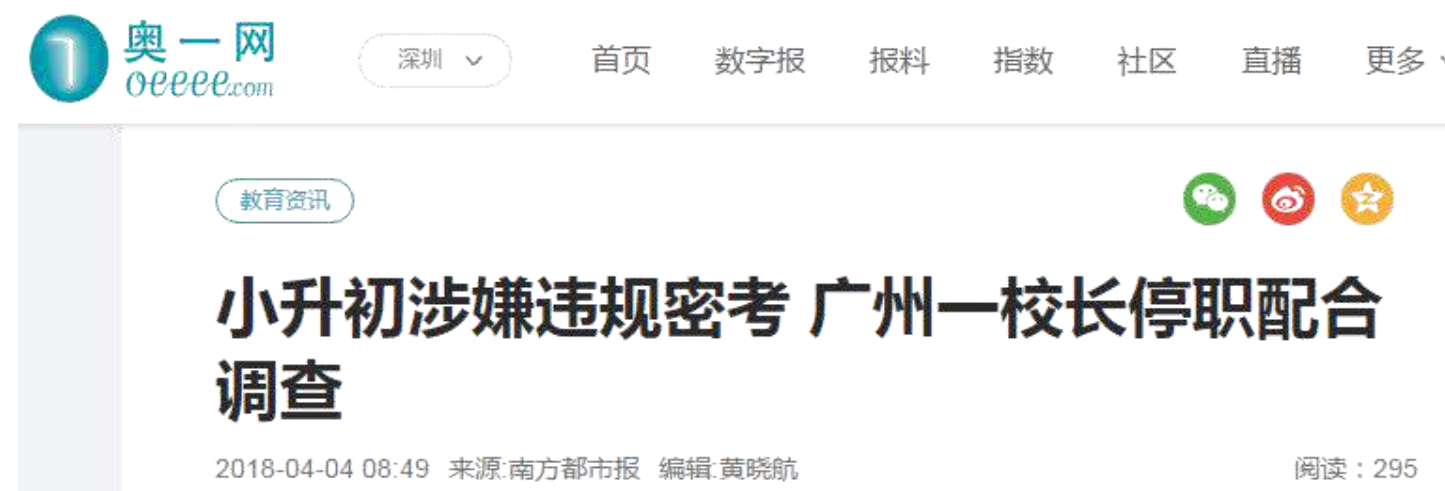 奥一网
oeeee.com
深圳 首页 数字报 报料 指数 社区 直播 更多
教育资讯
小升初涉嫌违规密考 广州一校长停职配合
调查
2018-04-04 08:49 来源:南方都市报 编辑:黄晓航 阅读：295